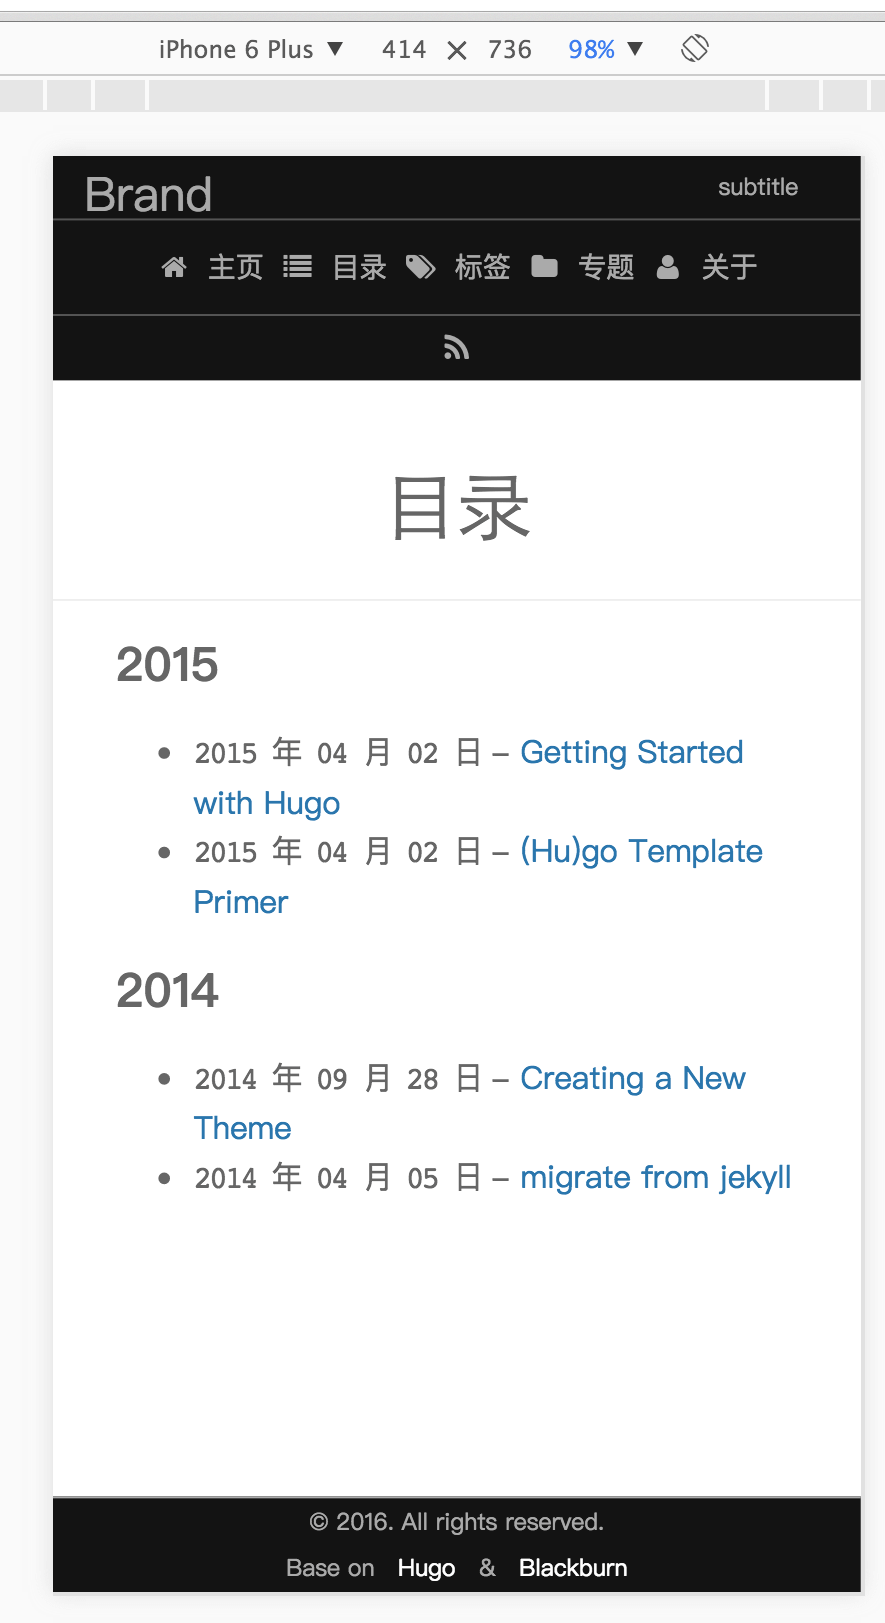 iPhone 6 Plus ▼ 414 × 736 98% ▼
Brand subtitle
主页 目录 标签 专题 关于
目录
2015
• 2015 年 04 月 02 日 – Getting Started
with Hugo
• 2015 年 04 月 02 日 – (Hu)go Template
Primer
2014
• 2014 年 09 月 28 日 – Creating a New
Theme
• 2014 年 04 月 05 日 – migrate from jekyll
© 2016. All rights reserved.
Base on Hugo & Blackburn